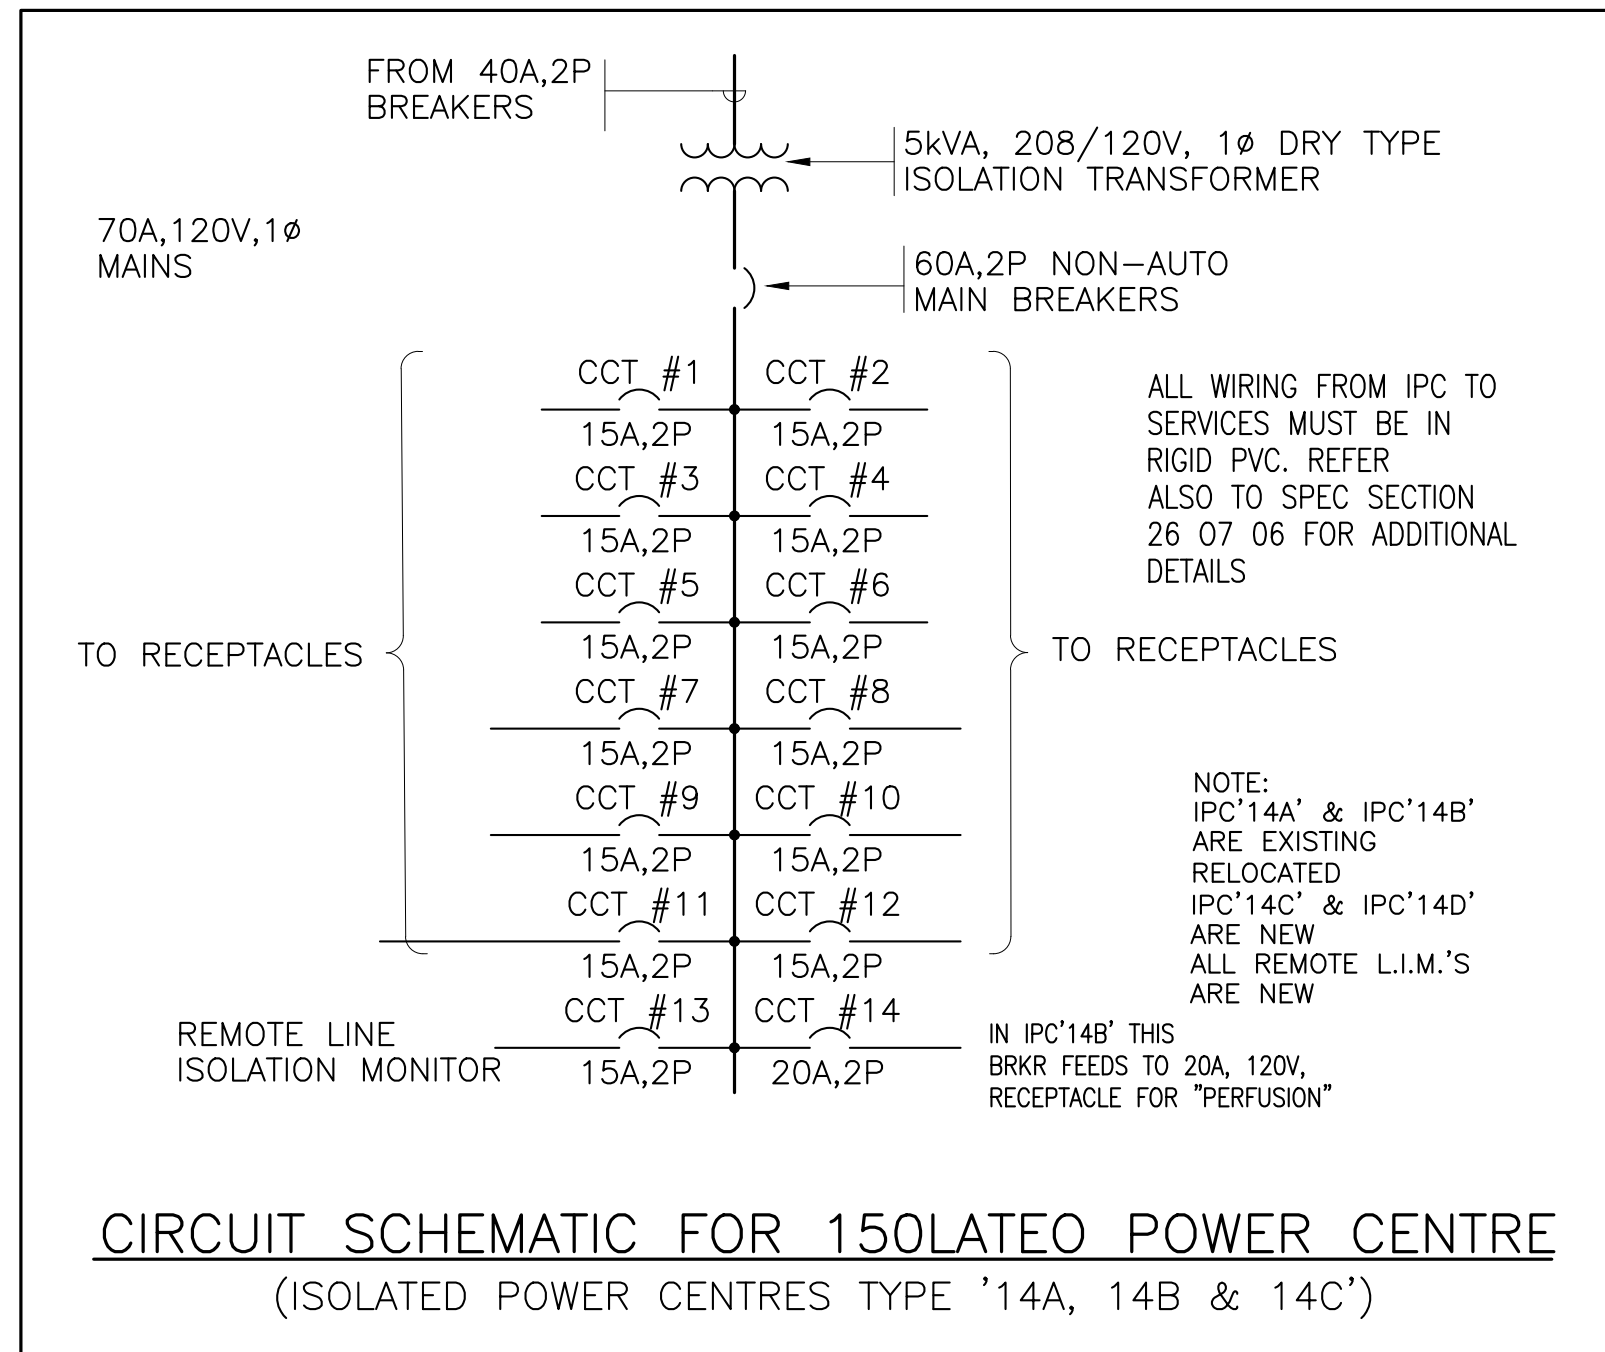 FROM 40A,2P
BREAKERS
5kVA, 208/120V, 1ø DRY TYPE
ISOLATION TRANSFORMER
70A,120V,1ø
MAINS
60A,2P NON-AUTO
MAIN BREAKERS
CCT #1 CCT #2
15A,2P 15A,2P
CCT #3 CCT #4
15A,2P 15A,2P
CCT #5 CCT #6
15A,2P 15A,2P
CCT #7 CCT #8
15A,2P 15A,2P
CCT #9 CCT #10
15A,2P 15A,2P
CCT #11 CCT #12
15A,2P 15A,2P
CCT #13 CCT #14
15A,2P 20A,2P
TO RECEPTACLES
TO RECEPTACLES
ALL WIRING FROM IPC TO
SERVICES MUST BE IN
RIGID PVC. REFER
ALSO TO SPEC SECTION
26 07 06 FOR ADDITIONAL
DETAILS
NOTE:
IPC'14A' & IPC'14B'
ARE EXISTING
RELOCATED
IPC'14C' & IPC'14D'
ARE NEW
ALL REMOTE L.I.M.'S
ARE NEW
REMOTE LINE
ISOLATION MONITOR
IN IPC'14B' THIS
BRKR FEEDS TO 20A, 120V,
RECEPTACLE FOR "PERFUSION"
CIRCUIT SCHEMATIC FOR 150LATEO POWER CENTRE
(ISOLATED POWER CENTRES TYPE '14A, 14B & 14C')